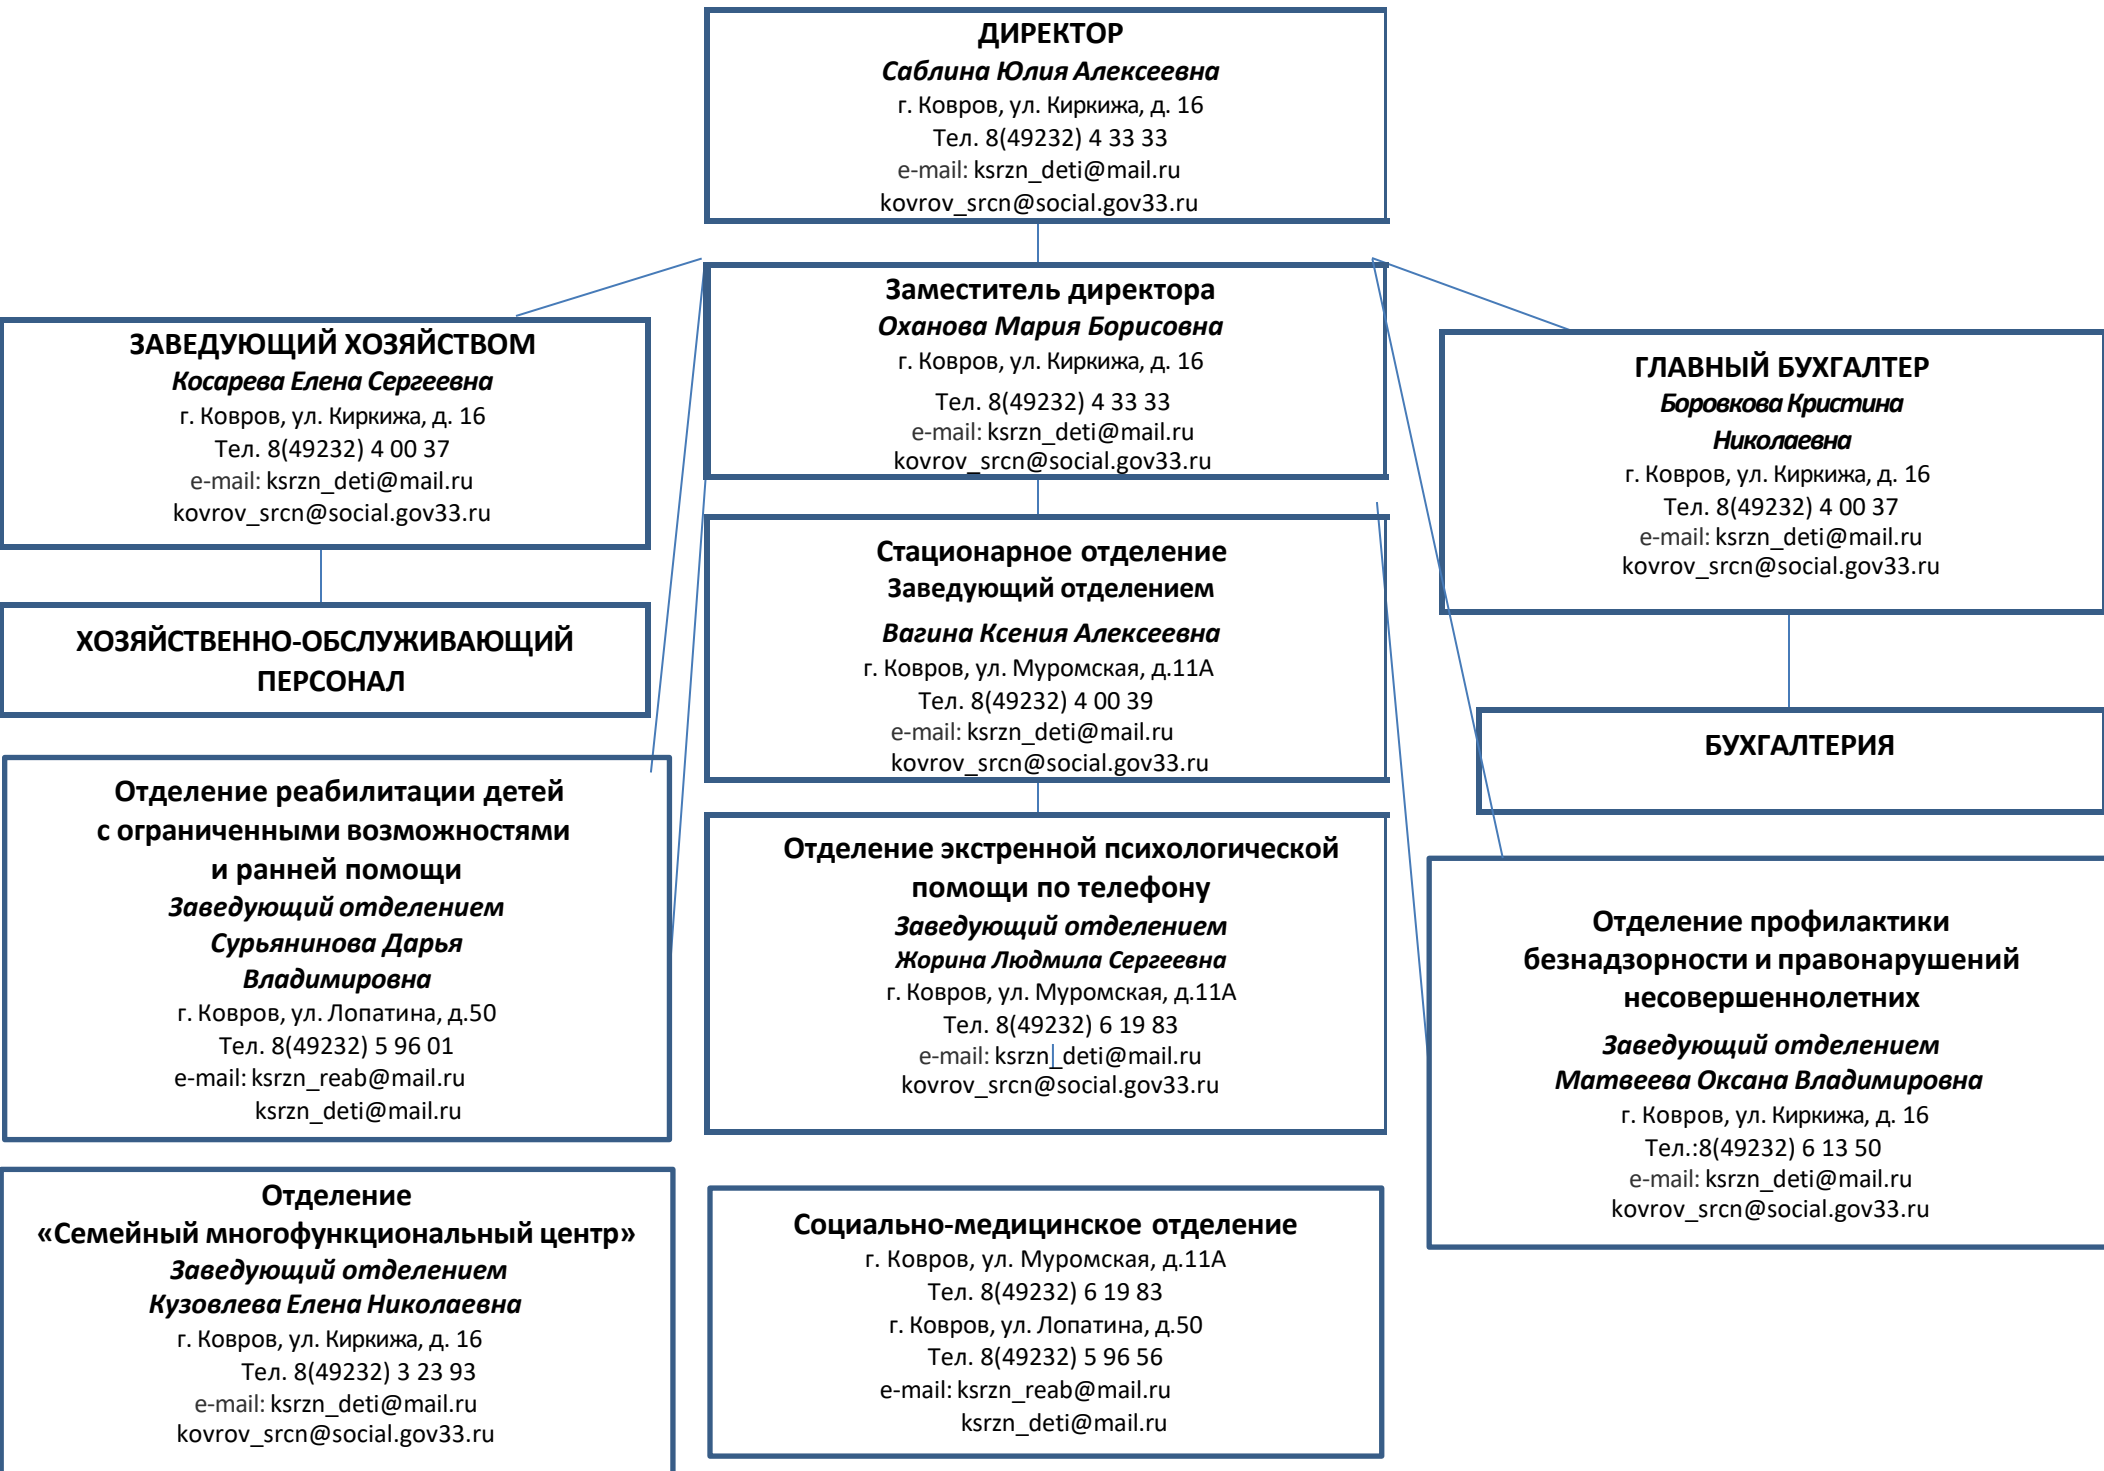 ДИРЕКТОР
Саблина Юлия Алексеевна
г. Ковров, ул. Киркижа, д. 16
Тел. 8(49232) 4 33 33
e-mail: ksrzn_deti@mail.ru
kovrov_srcn@social.gov33.ru
Заместитель директора
Оханова Мария Борисовна
г. Ковров, ул. Киркижа, д. 16
Тел. 8(49232) 4 33 33
e-mail: ksrzn_deti@mail.ru
kovrov_srcn@social.gov33.ru
ЗАВЕДУЮЩИЙ ХОЗЯЙСТВОМ
Косарева Елена Сергеевна
г. Ковров, ул. Киркижа, д. 16
Тел. 8(49232) 4 00 37
e-mail: ksrzn_deti@mail.ru
kovrov_srcn@social.gov33.ru
ГЛАВНЫЙ БУХГАЛТЕР
Боровкова Кристина
Николаевна
г. Ковров, ул. Киркижа, д. 16
Тел. 8(49232) 4 00 37
e-mail: ksrzn_deti@mail.ru
kovrov_srcn@social.gov33.ru
Стационарное отделение
Заведующий отделением
Вагина Ксения Алексеевна
г. Ковров, ул. Муромская, д.11А
Тел. 8(49232) 4 00 39
e-mail: ksrzn_deti@mail.ru
kovrov_srcn@social.gov33.ru
ХОЗЯЙСТВЕННО-ОБСЛУЖИВАЮЩИЙ
ПЕРСОНАЛ
БУХГАЛТЕРИЯ
Отделение реабилитации детей
с ограниченными возможностями
и ранней помощи
Заведующий отделением
Сурьянинова Дарья
Владимировна
г. Ковров, ул. Лопатина, д.50
Тел. 8(49232) 5 96 01
e-mail: ksrzn_reab@mail.ru
ksrzn_deti@mail.ru
Отделение экстренной психологической
помощи по телефону
Заведующий отделением
Жорина Людмила Сергеевна
г. Ковров, ул. Муромская, д.11А
Тел. 8(49232) 6 19 83
e-mail: ksrzn_deti@mail.ru
kovrov_srcn@social.gov33.ru
Отделение профилактики
безнадзорности и правонарушений
несовершеннолетних
Заведующий отделением
Матвеева Оксана Владимировна
г. Ковров, ул. Киркижа, д. 16
Тел.:8(49232) 6 13 50
e-mail: ksrzn_deti@mail.ru
kovrov_srcn@social.gov33.ru
Отделение
«Семейный многофункциональный центр»
Заведующий отделением
Кузовлева Елена Николаевна
г. Ковров, ул. Киркижа, д. 16
Тел. 8(49232) 3 23 93
e-mail: ksrzn_deti@mail.ru
kovrov_srcn@social.gov33.ru
Социально-медицинское отделение
г. Ковров, ул. Муромская, д.11А
Тел. 8(49232) 6 19 83
г. Ковров, ул. Лопатина, д.50
Тел. 8(49232) 5 96 56
e-mail: ksrzn_reab@mail.ru
ksrzn_deti@mail.ru